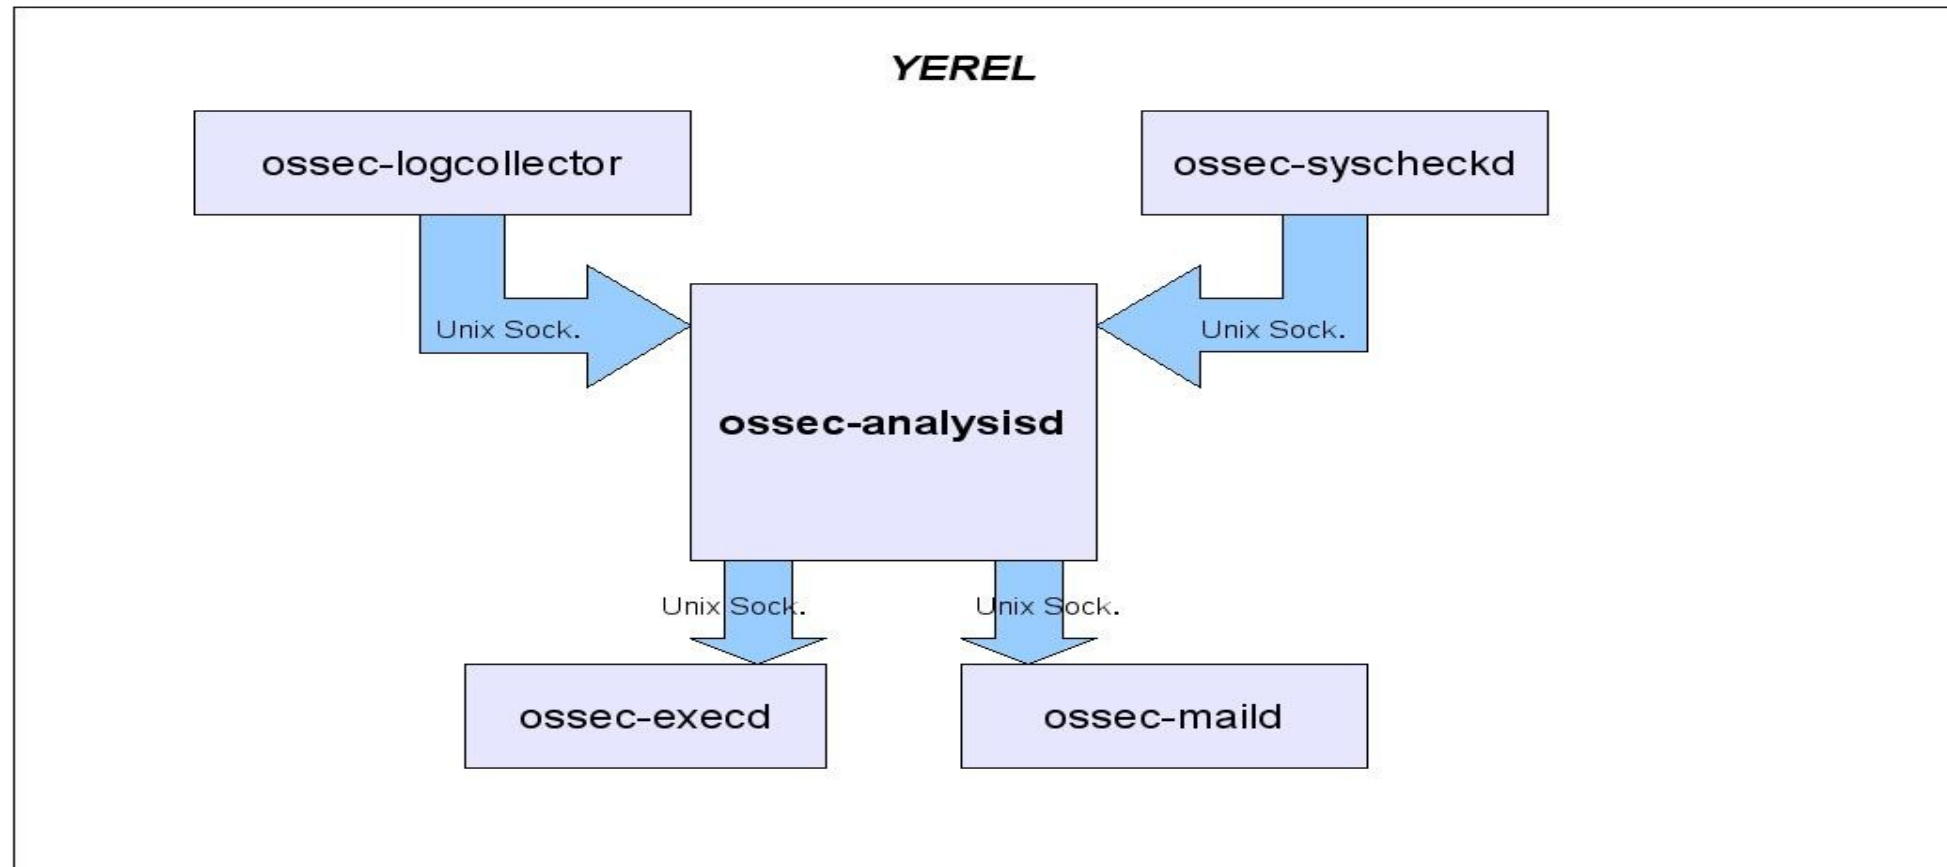 YEREL
ossec-logcollector
ossec-syscheckd
Unix Sock.
Unix Sock.
ossec-analysisd
Unix Sock.
Unix Sock.
ossec-execd
ossec-maild